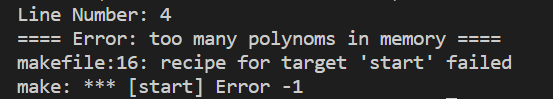 Line Number: 4
==== Error: too many polynoms in memory ====
makefile:16: recipe for target 'start' failed
make: *** [start] Error -1